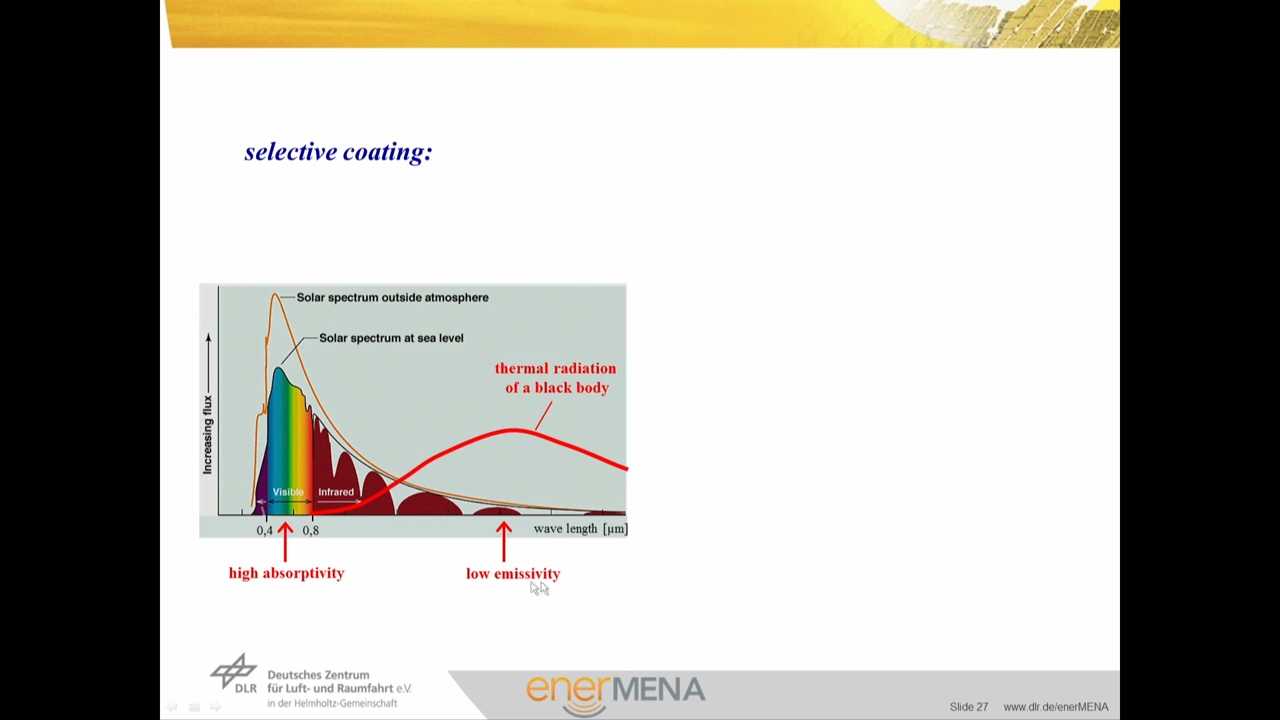 selective coating:
Solar spectrum outside atmosphere
Solar spectrum at sea level
thermal radiation
of a black body
Increasing flux
Visible
Infrared
0,4
0,8
wave length [µm]
high absorptivity
low emissivity
DLR
Deutsches Zentrum
für Luft- und Raumfahrt e.V.
in der Helmholtz-Gemeinschaft
enerMENA
Slide 27
www.dlr.de/enerMENA